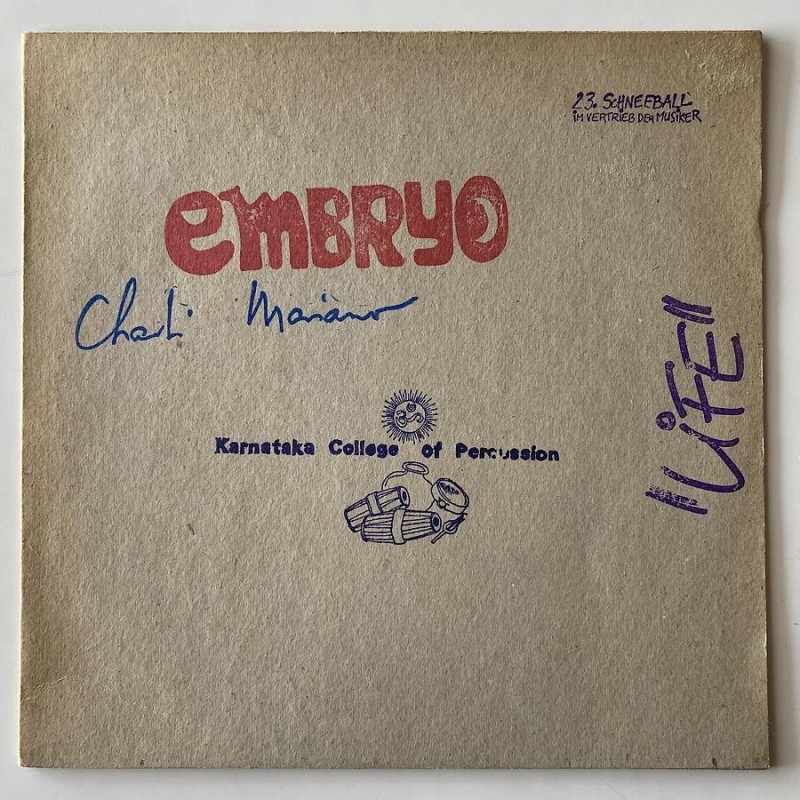 23. SCHNEEBALL
iM VERTRIEB DER MUSiKER
emBRYO
Charli Mariano
Karnataka College of Percussion
"LiFE"